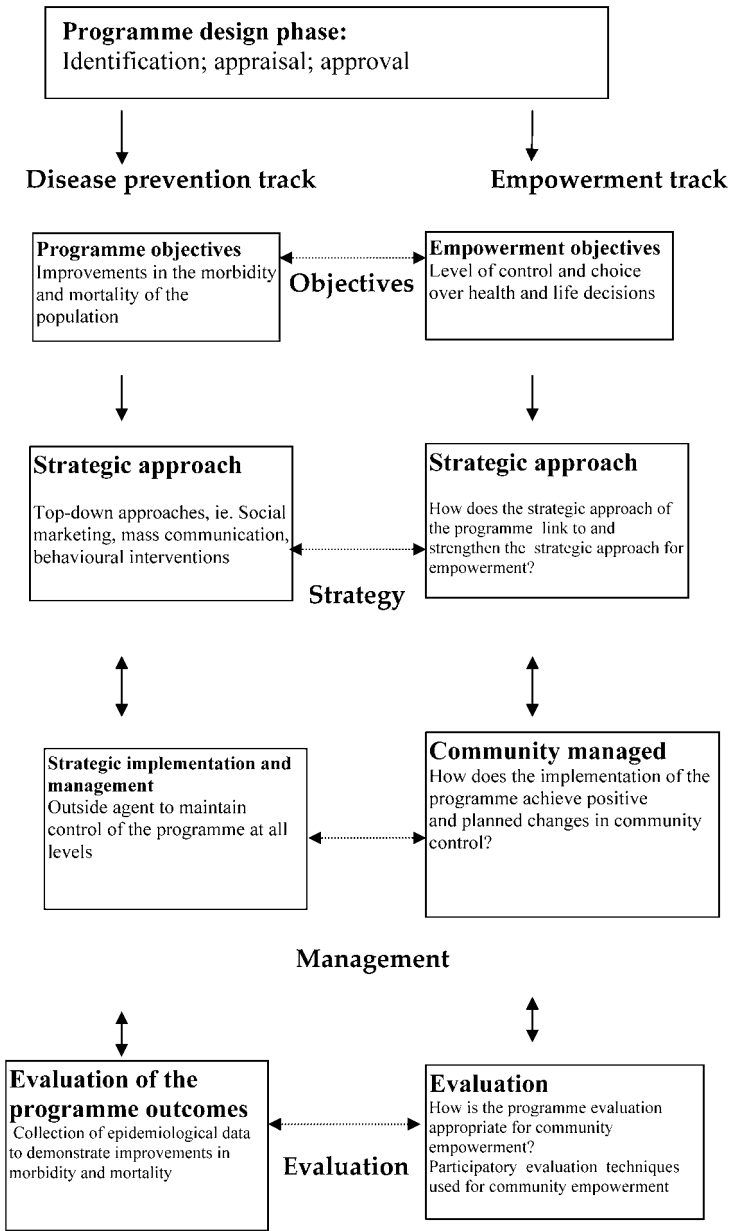 Programme design phase:
Identification; appraisal; approval
Disease prevention track
Empowerment track
Programme objectives
Improvements in the morbidity
and mortality of the
population
Objectives
Empowerment objectives
Level of control and choice
over health and life decisions
Strategic approach
Top-down approaches, ie. Social
marketing, mass communication,
behavioural interventions
Strategy
Strategic approach
How does the strategic approach of
the programme link to and
strengthen the strategic approach for
empowerment?
Strategic implementation and
management
Outside agent to maintain
control of the programme at all
levels
Community managed
How does the implementation of the
programme achieve positive
and planned changes in community
control?
Management
Evaluation of the
programme outcomes
Collection of epidemiological data
to demonstrate improvements in
morbidity and mortality
Evaluation
Evaluation
How is the programme evaluation
appropriate for community
empowerment?
Participatory evaluation techniques
used for community empowerment